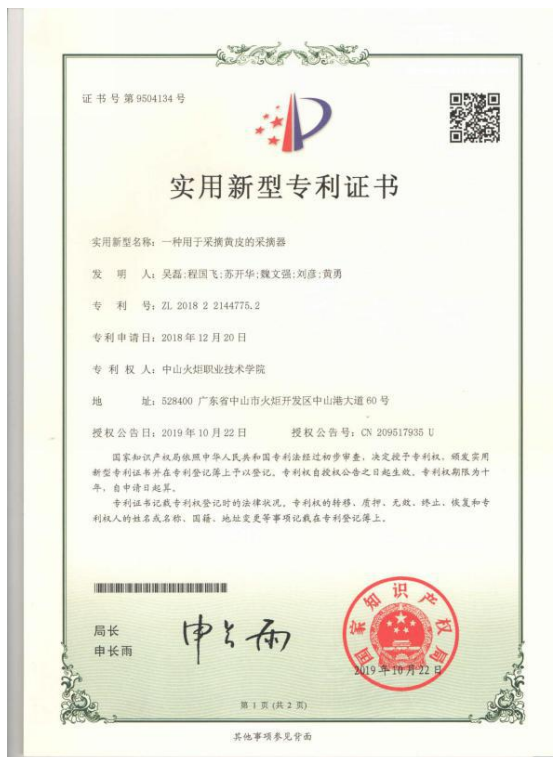 证书号第9504134号
实用新型专利证书
实用新型名称：一种用于采摘黄皮的采摘器
发明人：吴磊;程国飞;苏开华;魏文强;刘彦;黄勇
专利号：ZL 2018 2 2144775.2
专利申请日：2018年12月20日
专利权人：中山火炬职业技术学院
地址：528400 广东省中山市火炬开发区中山港大道60号
授权公告日：2019年10月22日 授权公告号：CN 209517935 U
国家知识产权局依照中华人民共和国专利法经过初步审查，决定授予专利权，颁发实用
新型专利证书并在专利登记簿上予以登记。专利权自授权公告之日起生效。专利权期限为十
年，自申请日起算。
专利证书记载专利权登记时的法律状况。专利权的转移、质押、无效、终止、恢复和专
利权人的姓名或名称、国籍、地址变更等事项记载在专利登记簿上。
局长
申长雨
申长雨
国家知识产权局
2019年10月22日
第1页(共2页)
其他事项参见背面